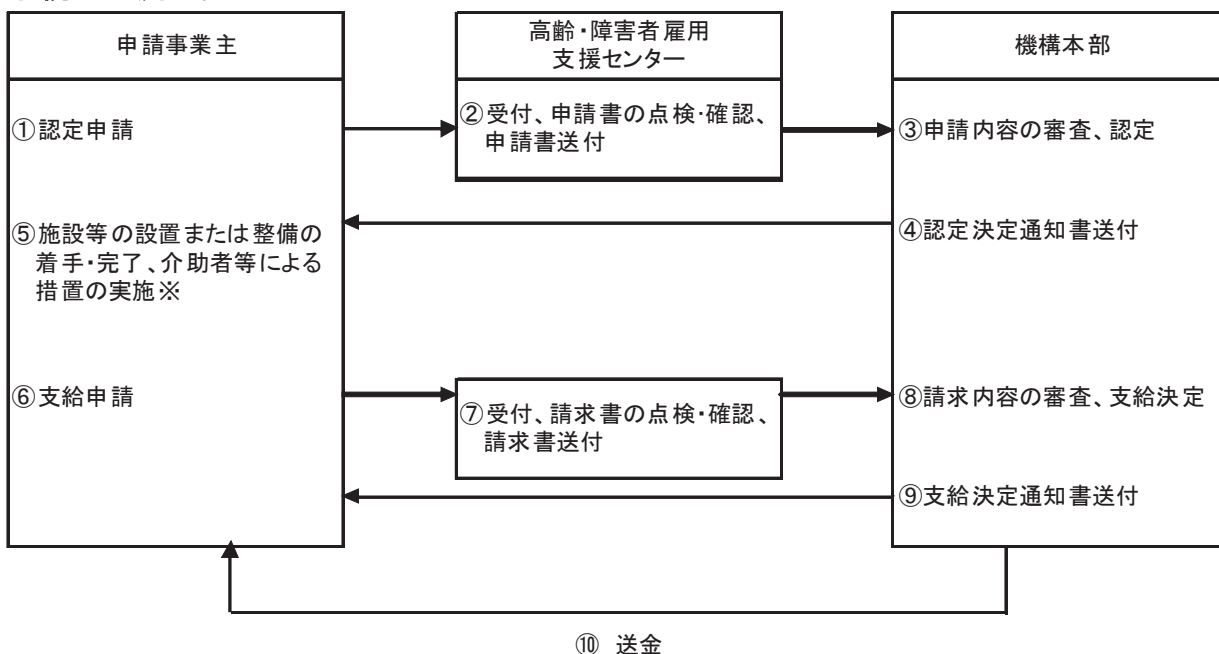 申請事業主
高齢・障害者雇用
支援センター
機構本部
①認定申請
②受付、申請書の点検・確認、
申請書送付
③申請内容の審査、認定
④認定決定通知書送付
⑤施設等の設置または整備の
着手・完了、介助者等による
措置の実施※
⑥支給申請
⑦受付、請求書の点検・確認、
請求書送付
⑧請求内容の審査、支給決定
⑨支給決定通知書送付
⑩ 送金